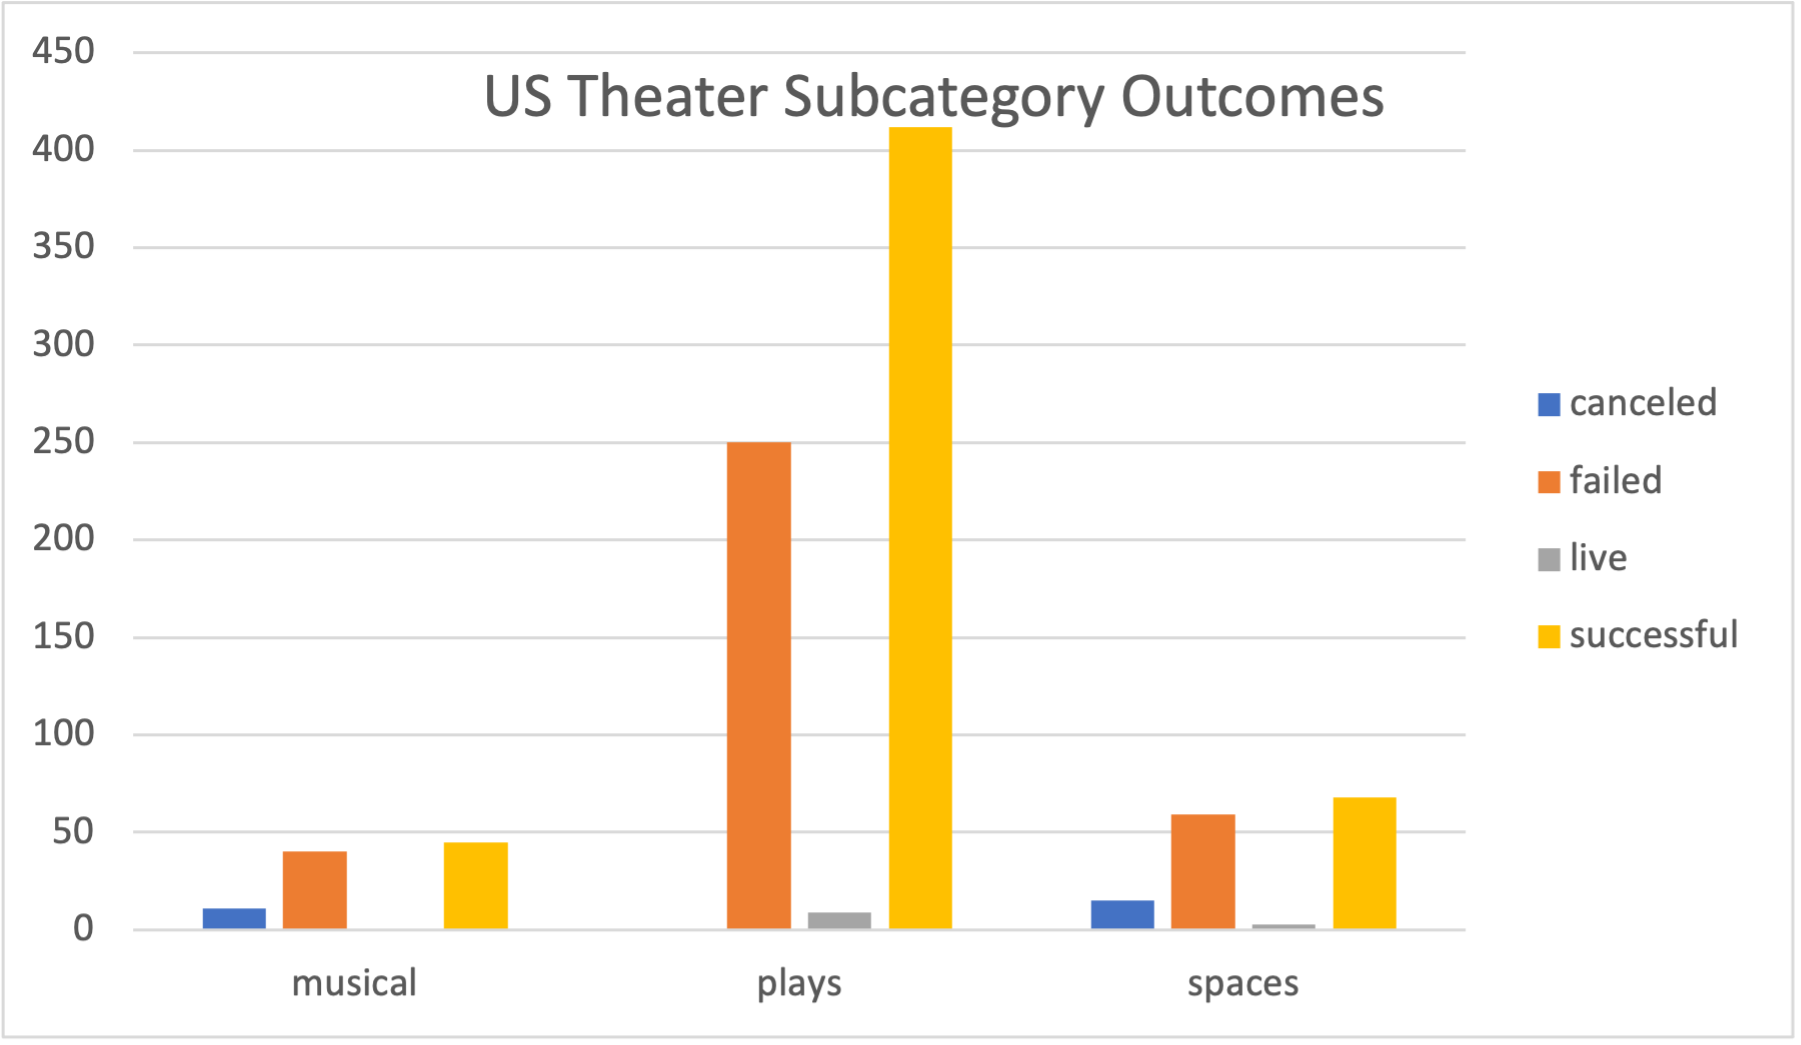 US Theater Subcategory Outcomes
450
400
350
300
250
200
150
100
50
0
musical
plays
spaces
canceled
failed
live
successful